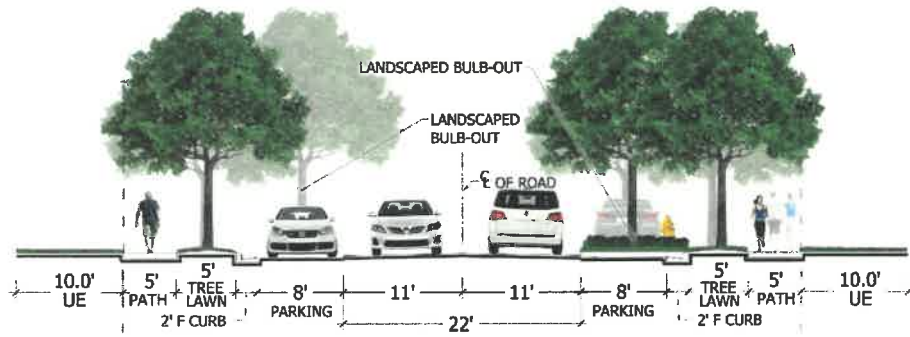 LANDSCAPED BULB-OUT
LANDSCAPED
BULB-OUT
℄ OF ROAD
10.0'
UE
5'
PATH
5'
TREE
LAWN
2' F CURB
8'
PARKING
11'
11'
22'
8'
PARKING
5'
TREE
LAWN
2' F CURB
5'
PATH
10.0'
UE